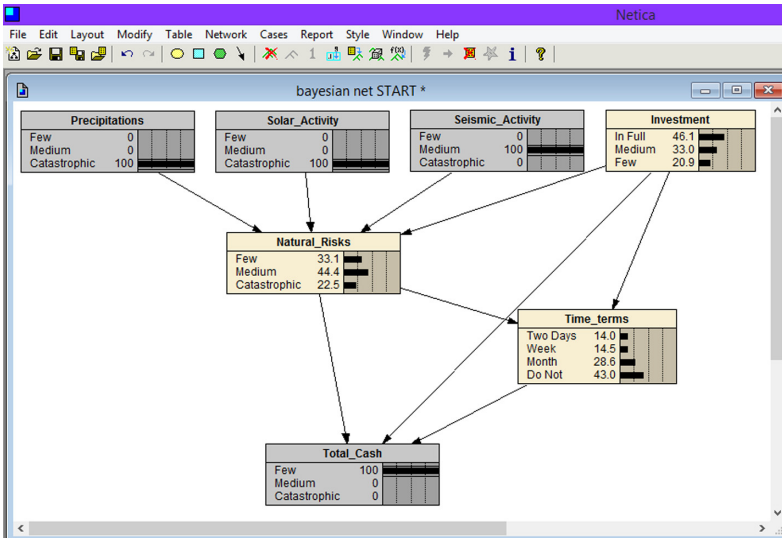 Netica
File Edit Layout Modify Table Network Cases Report Style Window Help
bayesian net START *
Precipitations
Few 0
Medium 0
Catastrophic 100
Solar_Activity
Few 0
Medium 0
Catastrophic 100
Seismic_Activity
Few 0
Medium 100
Catastrophic 0
Investment
In Full 46.1
Medium 33.0
Few 20.9
Natural_Risks
Few 33.1
Medium 44.4
Catastrophic 22.5
Time_terms
Two Days 14.0
Week 14.5
Month 28.6
Do Not 43.0
Total_Cash
Few 100
Medium 0
Catastrophic 0